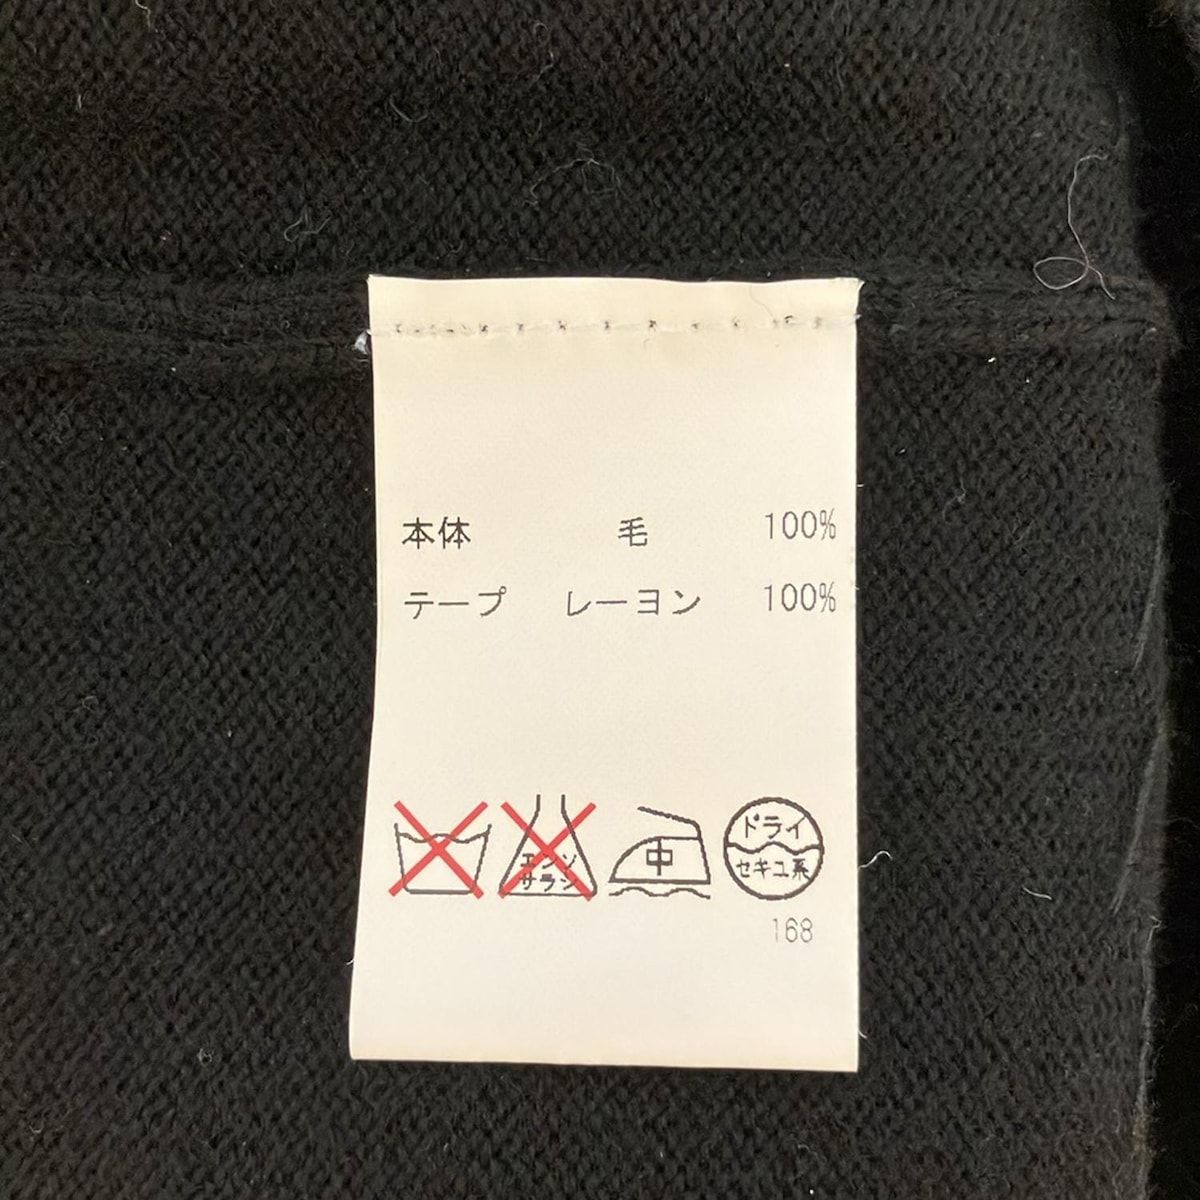 本体 毛 100%
テープ レーヨン 100%
エンソ サラシ
中
ドライ
セキユ系
168